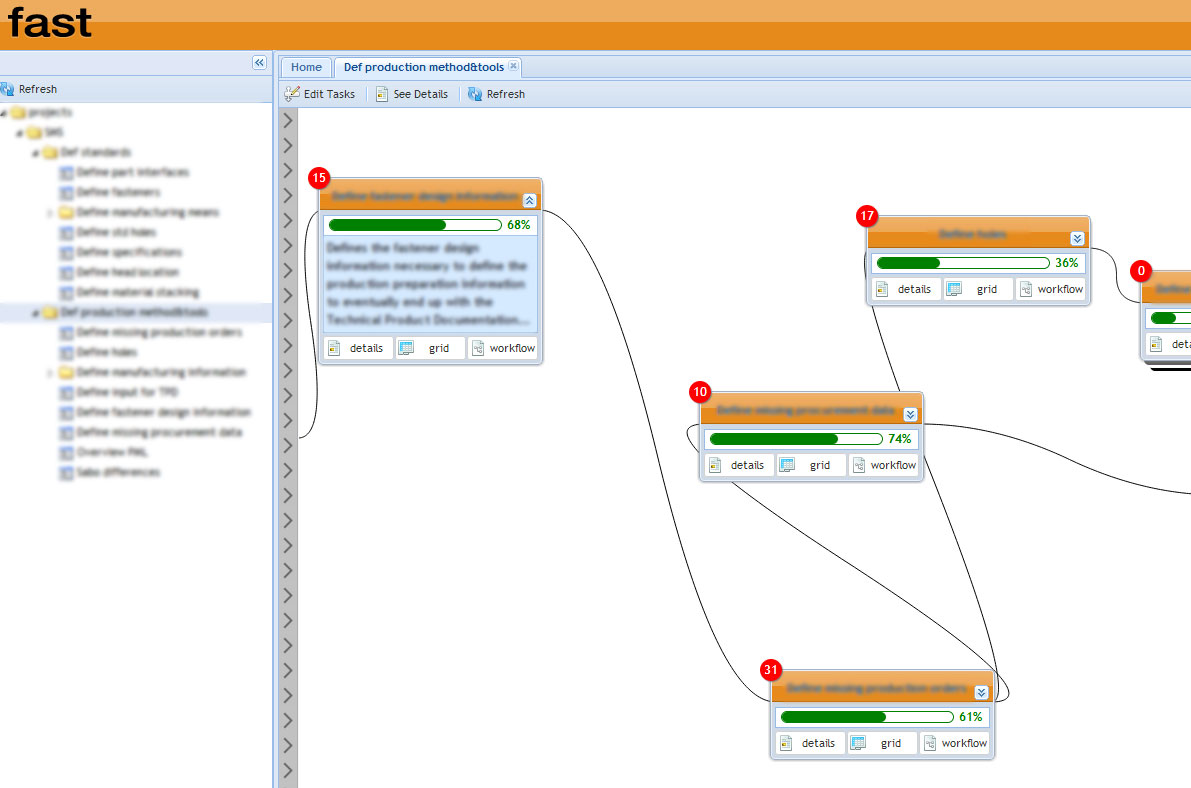 fast
Refresh
projects
SMS
Def standards
Define part interfaces
Define fasteners
Define manufacturing means
Define std holes
Define specifications
Define head location
Define material stacking
Def production method&tools
Define missing production orders
Define holes
Define manufacturing information
Define input for TPD
Define fastener design information
Define missing procurement data
Overview
Sabo differences
Home
Def production method&tools
Edit Tasks
See Details
Refresh
15
Define fastener design information
68%
Defines the fastener design
information necessary to define the
production preparation information
to eventually end up with the
Technical Product Documentation...
details grid workflow
17
Define holes
36%
details grid workflow
0
Define
deta
10
Define missing procurement data
74%
details grid workflow
31
Define missing production orders
61%
details grid workflow